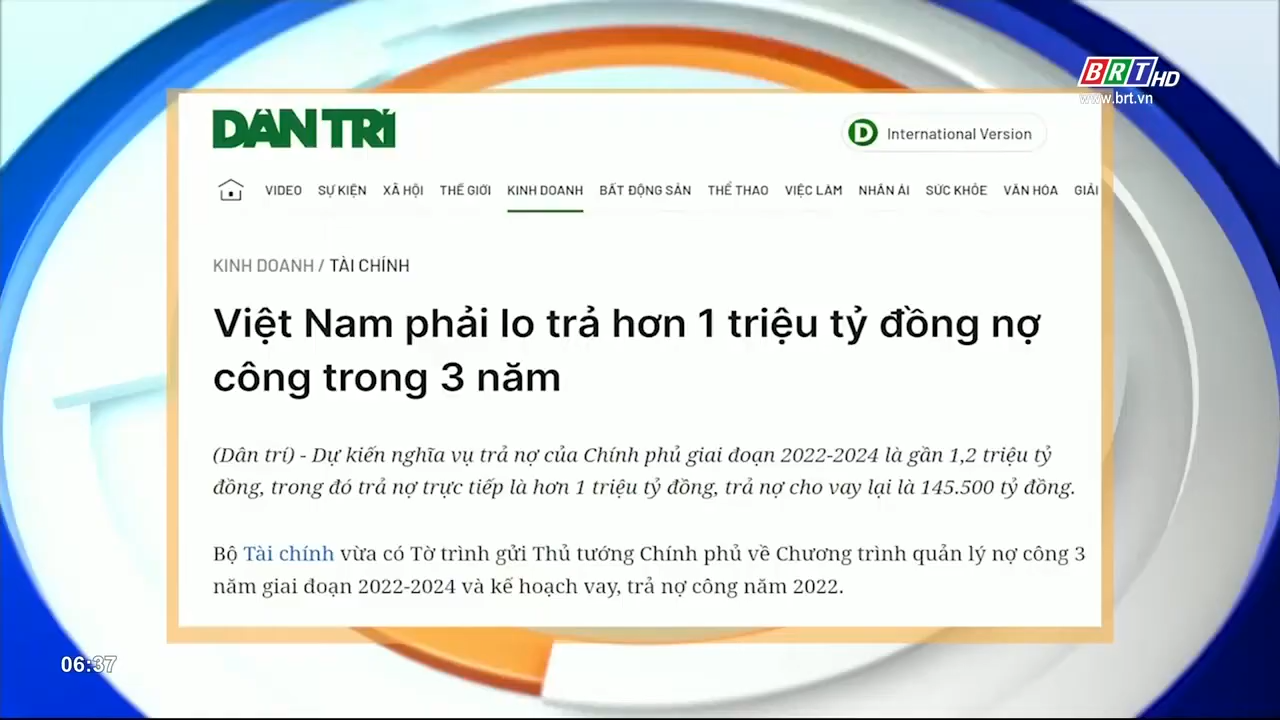 BRT HD
www.brt.vn
DÂN TRÍ
D International Version
VIDEO SỰ KIỆN XÃ HỘI THẾ GIỚI KINH DOANH BẤT ĐỘNG SẢN THỂ THAO VIỆC LÀM NHÂN ÁI SỨC KHỎE VĂN HÓA GIẢI
KINH DOANH / TÀI CHÍNH
Việt Nam phải lo trả hơn 1 triệu tỷ đồng nợ
công trong 3 năm
(Dân trí) - Dự kiến nghĩa vụ trả nợ của Chính phủ giai đoạn 2022-2024 là gần 1,2 triệu tỷ
đồng, trong đó trả nợ trực tiếp là hơn 1 triệu tỷ đồng, trả nợ cho vay lại là 145.500 tỷ đồng.
Bộ Tài chính vừa có Tờ trình gửi Thủ tướng Chính phủ về Chương trình quản lý nợ công 3
năm giai đoạn 2022-2024 và kế hoạch vay, trả nợ công năm 2022.
06:37